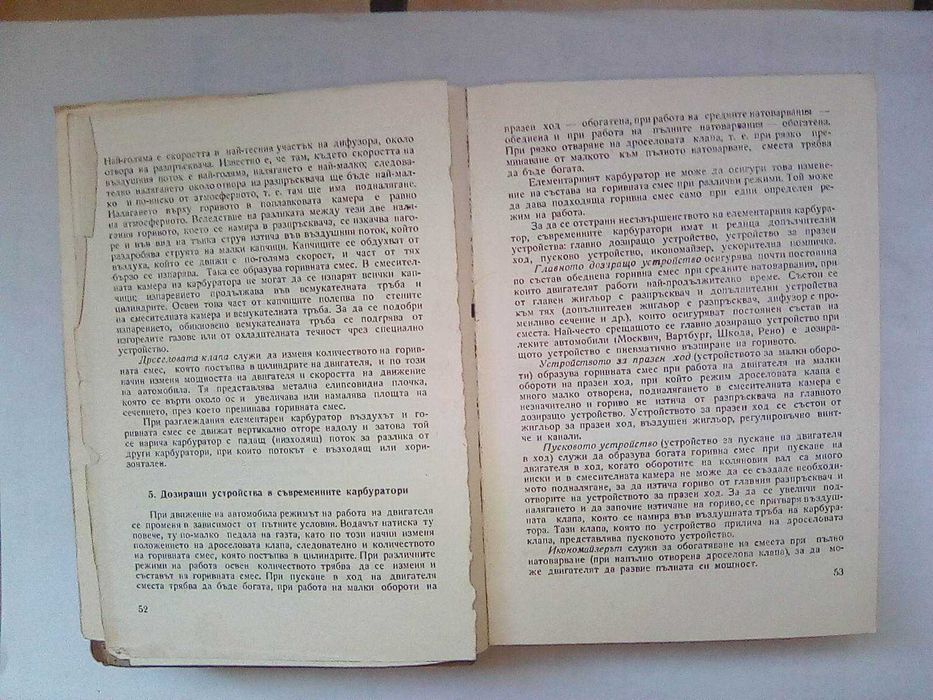 Най-голяма е скоростта в най-тесния участък на дифузора, около
отвора на разпръсквача. Известно е, че там, където скоростта на
въздушния поток е най-голяма, налягането е най-малко; следова-
телно налягането около отвора на разпръсквача ще бъде най-мал-
ко и по-ниско от атмосферното, т. е. там ще има подналягане.
Налягането върху горивото в поплавковата камера е равно
на атмосферното. Вследствие на разликата между тези две наля-
гания горивото, което се намира в разпръсквача, се изкачва наго-
ре и във вид на тънка струя изтича във въздушния поток, който
раздробява струята на малки капчици. Капчиците се обдухват от
въздуха, който се движи с по-голяма скорост, и част от тях
бързо се изпарява. Така се образува горивната смес. В смесител-
ната камера на карбуратора не могат да се изпарят всички кап-
чици; изпарението продължава във всмукателната тръба и
цилиндрите. Освен това част от капчиците полепва по стените
на смесителната камера и всмукателната тръба. За да се подобри
изпарението, обикновено всмукателната тръба се подгрява от
изгорелите газове или от охладителната течност чрез специално
устройство.
Дроселовата клапа служи да изменя количеството на горив-
ната смес, която постъпва в цилиндрите на двигателя, и по този
начин изменя мощността на двигателя и скоростта на движение
на автомобила. Тя представлява метална елипсовидна плочка,
която се върти около ос и увеличава или намалява площта на
сечението, през което преминава горивната смес.
При разглеждания елементарен карбуратор въздухът и го-
ривната смес се движат вертикално отгоре надолу и затова той
се нарича карбуратор с падащ (низходящ) поток за разлика от
други карбуратори, при които потокът е възходящ или хори-
зонтален.
5. Дозиращи устройства в съвременните карбуратори
При движение на автомобила режимът на работа на двигателя
се променя в зависимост от пътните условия. Водачът натиска ту
повече, ту по-малко педала на газта, като по този начин изменя
положението на дроселовата клапа, следователно и количеството
на горивната смес, която постъпва в цилиндрите. При различните
режими на работа освен количеството трябва да се изменя и
съставът на горивната смес. При пускане в ход на двигателя
сместа трябва да бъде богата, при работа на малки обороти на
52
празен ход — обогатена, при работа на средните натоварвания —
обеднена и при работа на пълните натоварвания — обогатена.
При рязко отваряне на дроселовата клапа, т. е. при рязко пре-
минаване от малкото към пълното натоварване, сместа трябва
да бъде богата.
Елементарният карбуратор не може да осигури това измене-
ние на състава на горивната смес при различни режими. Той може
да дава подходяща горивна смес само при един определен ре-
жим на работа.
За да се отстрани несъвършенството на елементарния карбура-
тор, съвременните карбуратори имат и редица допълнителни
устройства: главно дозиращо устройство, устройство за празен
ход, пусково устройство, икономайзер, ускорителна помпичка.
Главното дозращо устройство осигурява почти постоянна
по състав обеднена горивна смес при средните натоварвания, при
които двигателят работи най-продължително време. Състои се
от главен жигльор с разпръсквач и допълнителни устройства
към тях (допълнителен жигльор с разпръсквач, дифузор с про-
менливо сечение и др.), които осигуряват постоянен състав на
сместа. Най-често срещащото се главно дозиращо устройство при
леките автомобили (Москвич, Вартбург, Шкода, Рено) е дозира-
щото устройство с пневматично възпиране на горивото.
Устройството за празен ход (устройството за малки оборо-
ти) образува горивната смес при работа на двигателя на малки
обороти на празен ход, при който режим дроселовата клапа е
много малко отворена, подналягането в смесителната камера е
незначително и гориво не изтича от разпръсквача на главното
дозиращо устройство. Устройството за празен ход се състои от
жигльор за празен ход, въздушен жигльор, регулировъчно винт-
че и канали.
Пусковото устройство (устройство за пускане на двигателя
в ход) служи да образува богата горивна смес при пускане на
двигателя в ход, когато оборотите на коляновия вал са много
ниски и в смесителната камера не може да се създаде необходи-
мото подналягане, за да изтича гориво от главния разпръсквач и
отворите на устройството за празен ход. За да се увеличи под-
налягането и да започне изтичане на гориво, се притваря въздуш-
ната клапа, която се намира във въздушната тръба на карбура-
тора. Тази клапа, която по устройство прилича на дроселовата
клапа, представлява пусковото устройство.
Икономайзерът служи за обогатяване на сместа при пълно
натоварване (при напълно отворена дроселова клапа), за да мо-
же двигателят да развие пълната си мощност.
53